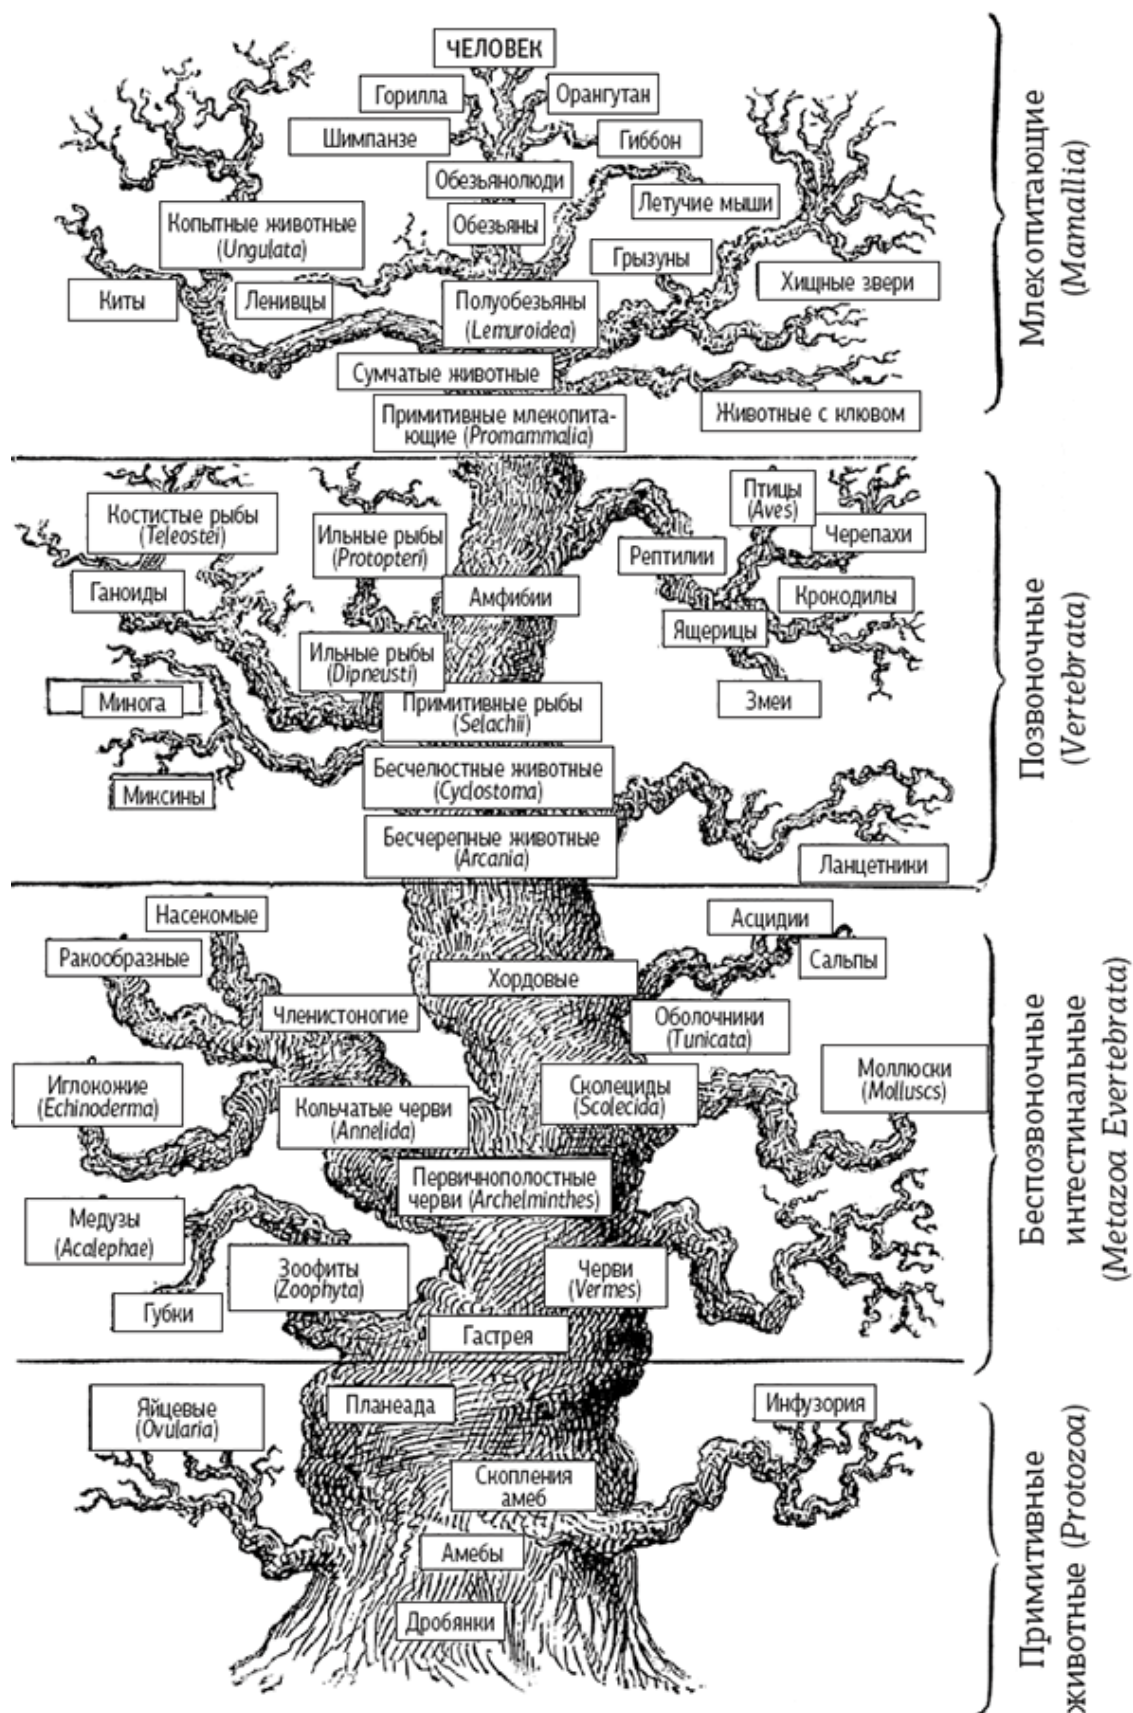 ЧЕЛОВЕК
Горилла
Орангутан
Шимпанзе
Гиббон
Обезьянолюди
Летучие мыши
Копытные животные
(Ungulata)
Обезьяны
Грызуны
Хищные звери
Киты
Ленивцы
Полуобезьяны
(Lemuroidea)
Сумчатые животные
Животные с клювом
Примитивные млекопита-
ющие (Promammalia)
Млекопитающие
(Mamallia)
Костистые рыбы
(Teleostei)
Ильные рыбы
(Protopteri)
Птицы
(Aves)
Черепахи
Рептилии
Ганоиды
Амфибии
Крокодилы
Ящерицы
Ильные рыбы
(Dipneusti)
Минога
Примитивные рыбы
(Selachii)
Змеи
Бесчелюстные животные
(Cyclostoma)
Миксины
Бесчерепные животные
(Arcania)
Ланцетники
Позвоночные
(Vertebrata)
Насекомые
Асцидии
Ракообразные
Сальпы
Хордовые
Членистоногие
Оболочники
(Tunicata)
Иглокожие
(Echinoderma)
Сколециды
(Scolecida)
Моллюски
(Molluscs)
Кольчатые черви
(Annelida)
Первичнополостные
черви (Archelminthes)
Медузы
(Acalephae)
Зоофиты
(Zoophyta)
Черви
(Vermes)
Губки
Гастрея
Беспозвоночные
интестинальные
(Metazoa Evertebrata)
Яйцевые
(Ovularia)
Планеада
Инфузория
Скопления
амеб
Амебы
Дробянки
Примитивные
животные (Protozoa)